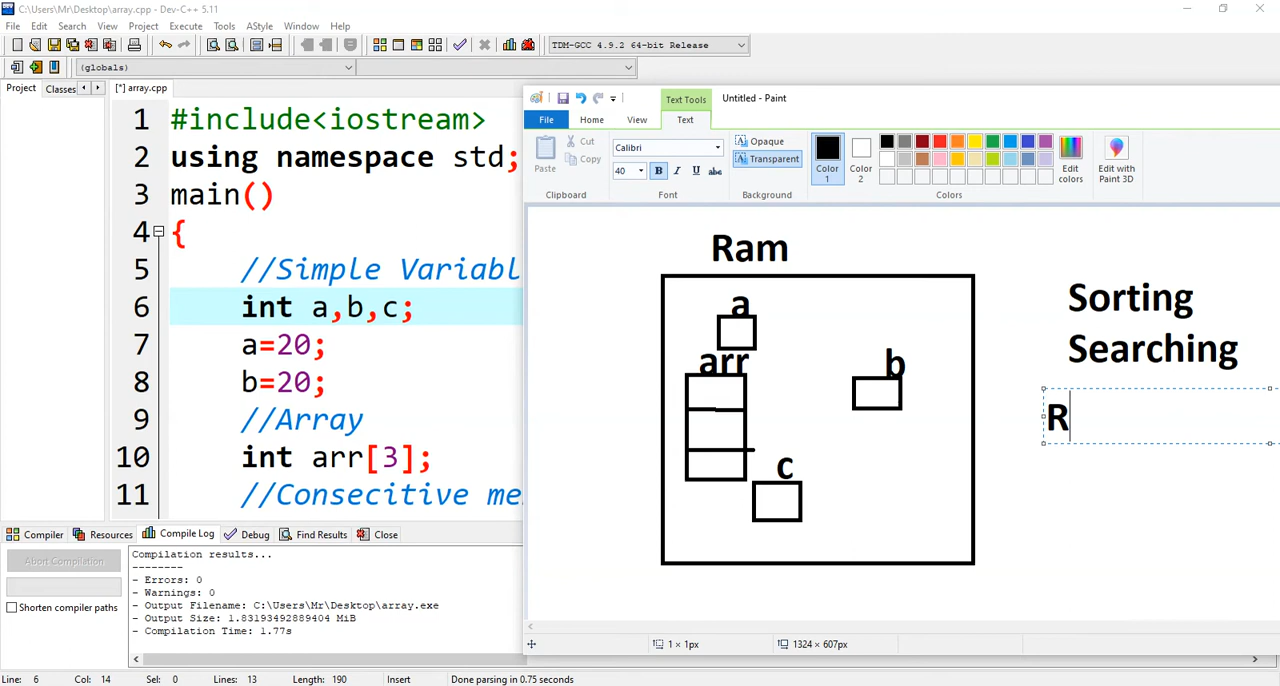 C:\Users\Mr\Desktop\array.cpp - Dev-C++ 5.11
File Edit Search View Project Execute Tools AStyle Window Help
TDM-GCC 4.9.2 64-bit Release
(globals)
Project Classes [*] array.cpp
1 #include<iostream>
2 using namespace std;
3 main()
4 {
5 //Simple Variabl
6 int a,b,c;
7 a=20;
8 b=20;
9 //Array
10 int arr[3];
11 //Consecitive me
Text Tools Untitled - Paint
File Home View Text
Paste Cut Copy
Clipboard
Calibri
40 B I U abc
Font
Opaque
Transparent
Background
Color 1
Color 2
Edit colors
Edit with Paint 3D
Colors
Ram
a
arr
b
c
Sorting
Searching
R
1 × 1px 1324 × 607px
Compiler Resources Compile Log Debug Find Results Close
Abort Compilation
Shorten compiler paths
Compilation results...
--------
- Errors: 0
- Warnings: 0
- Output Filename: C:\Users\Mr\Desktop\array.exe
- Output Size: 1.83193492889404 MiB
- Compilation Time: 1.77s
Line: 6 Col: 14 Sel: 0 Lines: 13 Length: 190 Insert Done parsing in 0.75 seconds